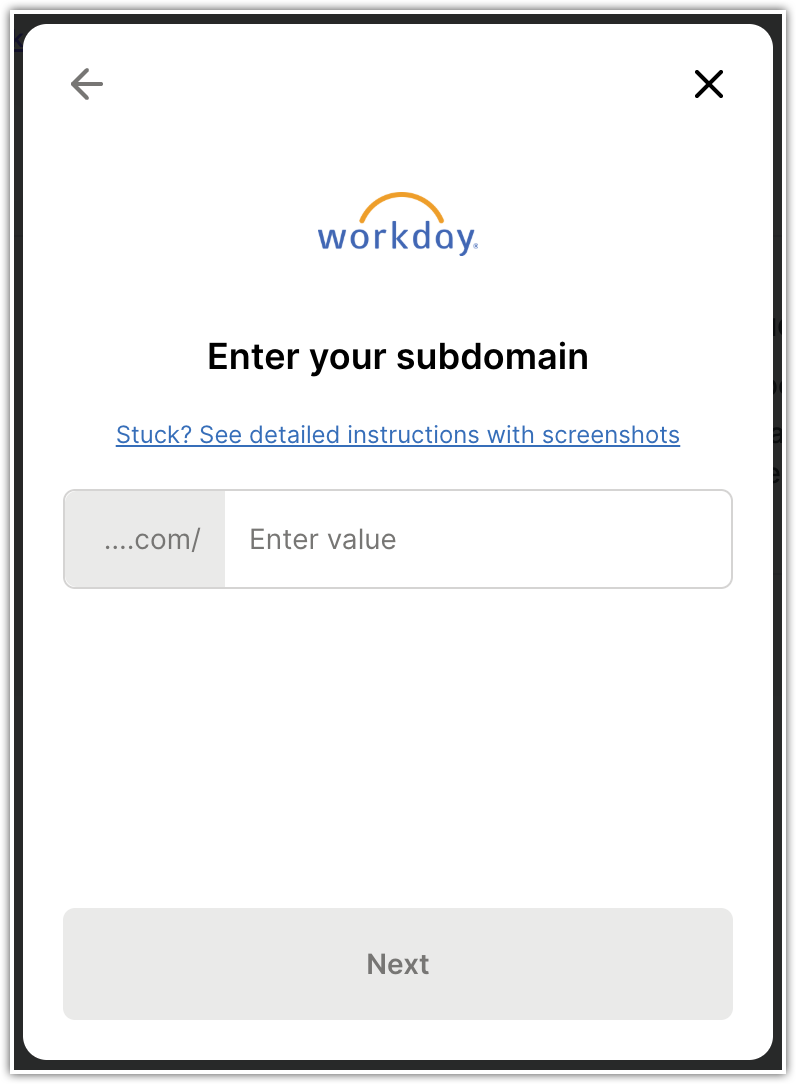 workday®
Enter your subdomain
Stuck? See detailed instructions with screenshots
....com/ Enter value
Next